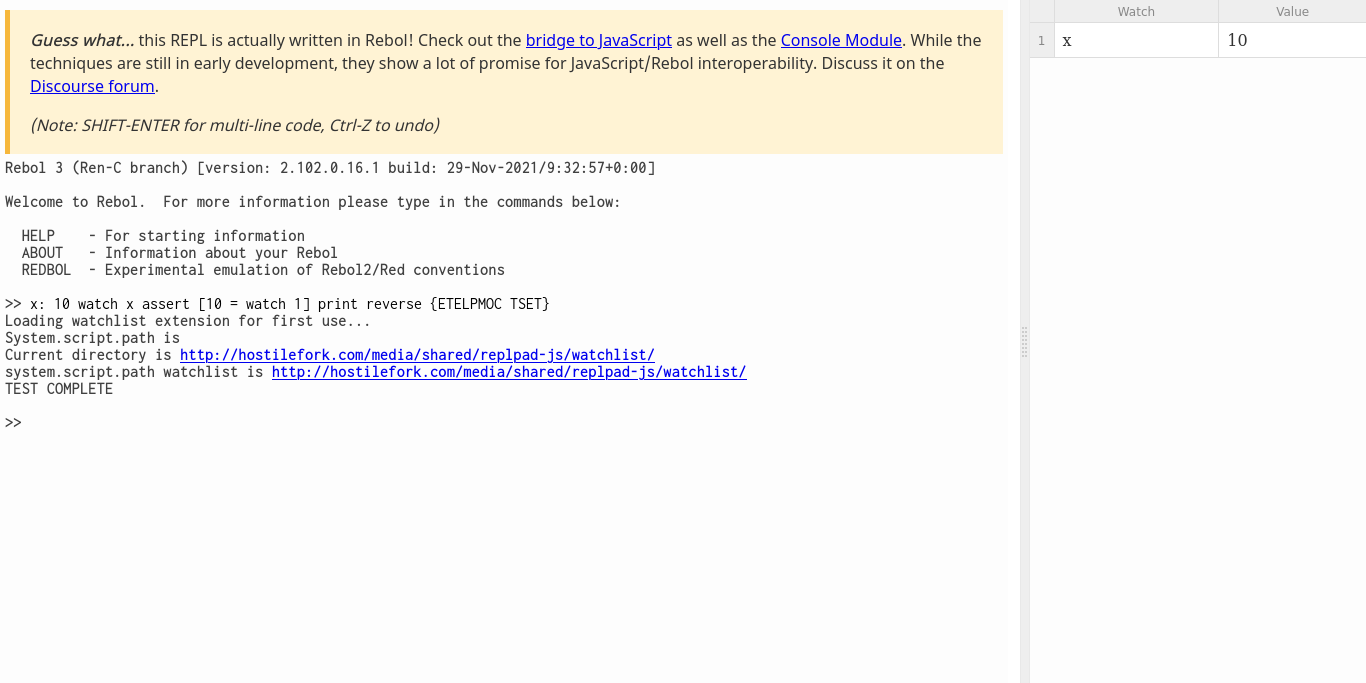 Guess what... this REPL is actually written in Rebol! Check out the bridge to JavaScript as well as the Console Module. While the
techniques are still in early development, they show a lot of promise for JavaScript/Rebol interoperability. Discuss it on the
Discourse forum.
(Note: SHIFT-ENTER for multi-line code, Ctrl-Z to undo)
Rebol 3 (Ren-C branch) [version: 2.102.0.16.1 build: 29-Nov-2021/9:32:57+0:00]
Welcome to Rebol.  For more information please type in the commands below:
HELP    - For starting information
ABOUT   - Information about your Rebol
REDBOL  - Experimental emulation of Rebol2/Red conventions
>> x: 10 watch x assert [10 = watch 1] print reverse {ETELPMOC TSET}
Loading watchlist extension for first use...
System.script.path is
Current directory is http://hostilefork.com/media/shared/replpad-js/watchlist/
system.script.path watchlist is http://hostilefork.com/media/shared/replpad-js/watchlist/
TEST COMPLETE
>>
Watch Value
1 x 10